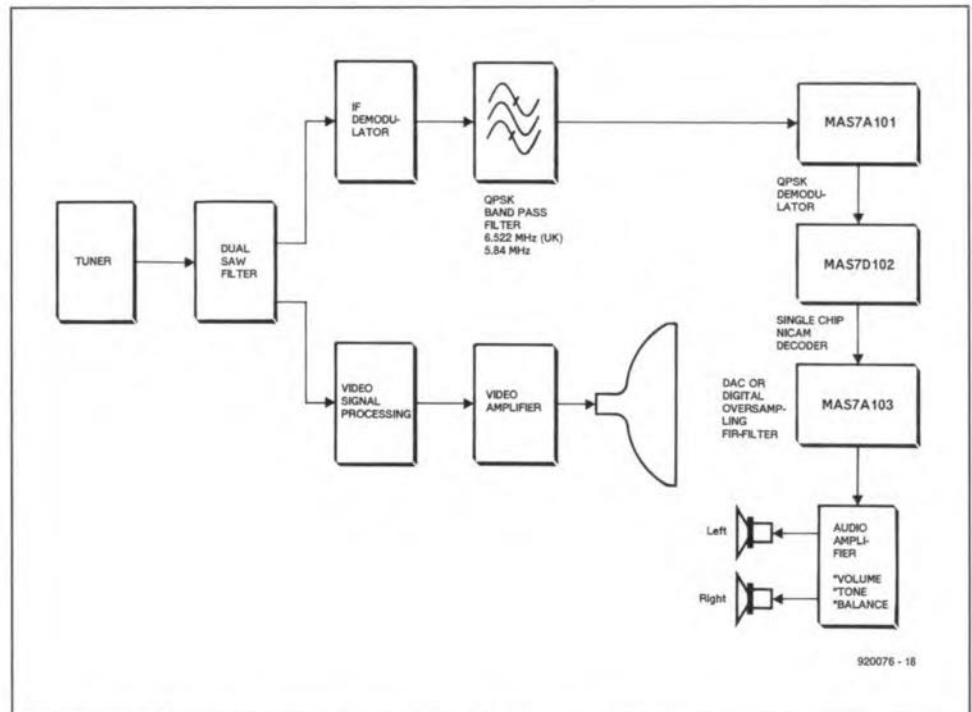 TUNER
DUAL
SAW
FILTER
IF
DEMODU-
LATOR
QPSK
BAND PASS
FILTER
6.522 MHz (UK)
5.84 MHz
MAS7A101
QPSK
DEMODU-
LATOR
MAS7D102
SINGLE CHIP
NICAM
DECODER
DAC OR
DIGITAL
OVERSAMP-
LING
FIR-FILTER
MAS7A103
VIDEO
SIGNAL
PROCESSING
VIDEO
AMPLIFIER
Left
Right
AUDIO
AMPLI-
FIER
"VOLUME
"TONE
"BALANCE
920076 - 18